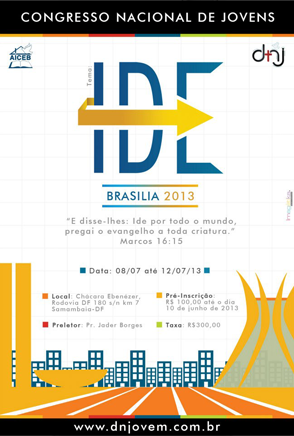 CONGRESSO NACIONAL DE JOVENS
AICEB
dnj
Tema:
IDE
BRASILIA 2013
"E disse-lhes: Ide por todo o mundo,
pregai o evangelho a toda criatura."
Marcos 16:15
Data: 08/07 até 12/07/13
Local: Chácara Ebenézer,
Rodovia DF 180 s/n km 7
Samambaia-DF
Pré-Inscrição:
R$ 100,00 até o dia
10 de junho de 2013
Preletor: Pr. Jader Borges
Taxa: R$300,00
www.dnjovem.com.br